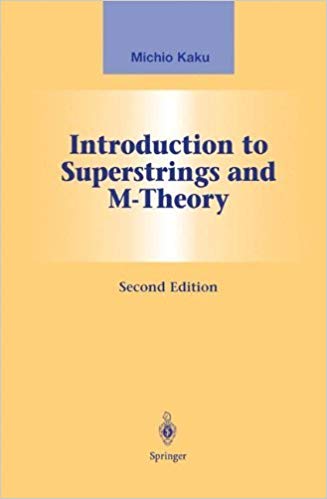 Michio Kaku
Introduction to
Superstrings and
M-Theory
Second Edition
Springer